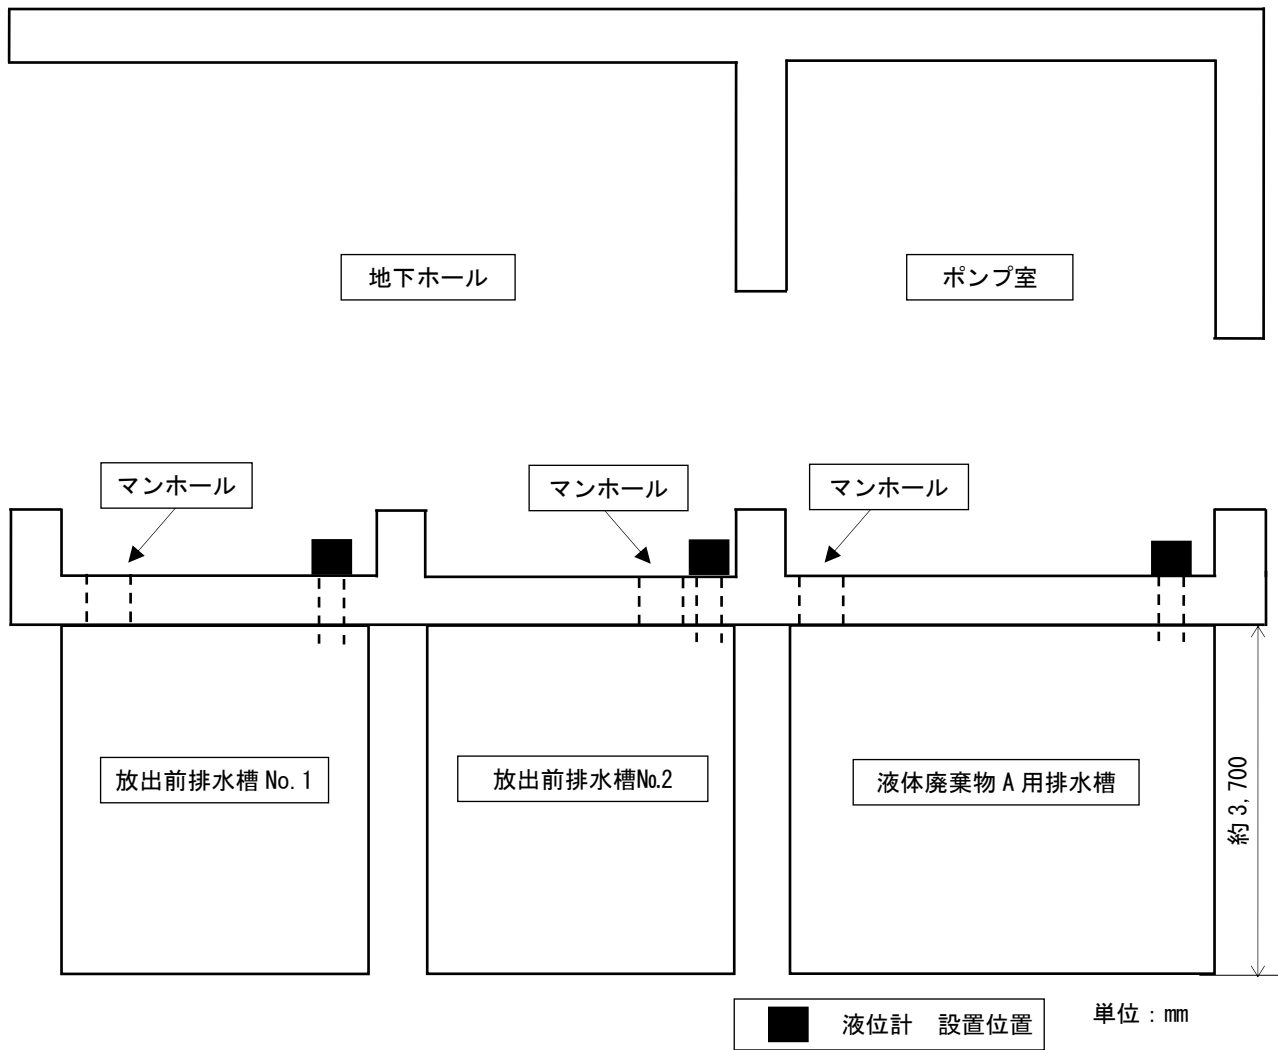 地下ホール
ポンプ室
マンホール
マンホール
マンホール
放出前排水槽 No. 1
放出前排水槽№2
液体廃棄物 A 用排水槽
約 3, 700
液位計　設置位置
単位：㎜